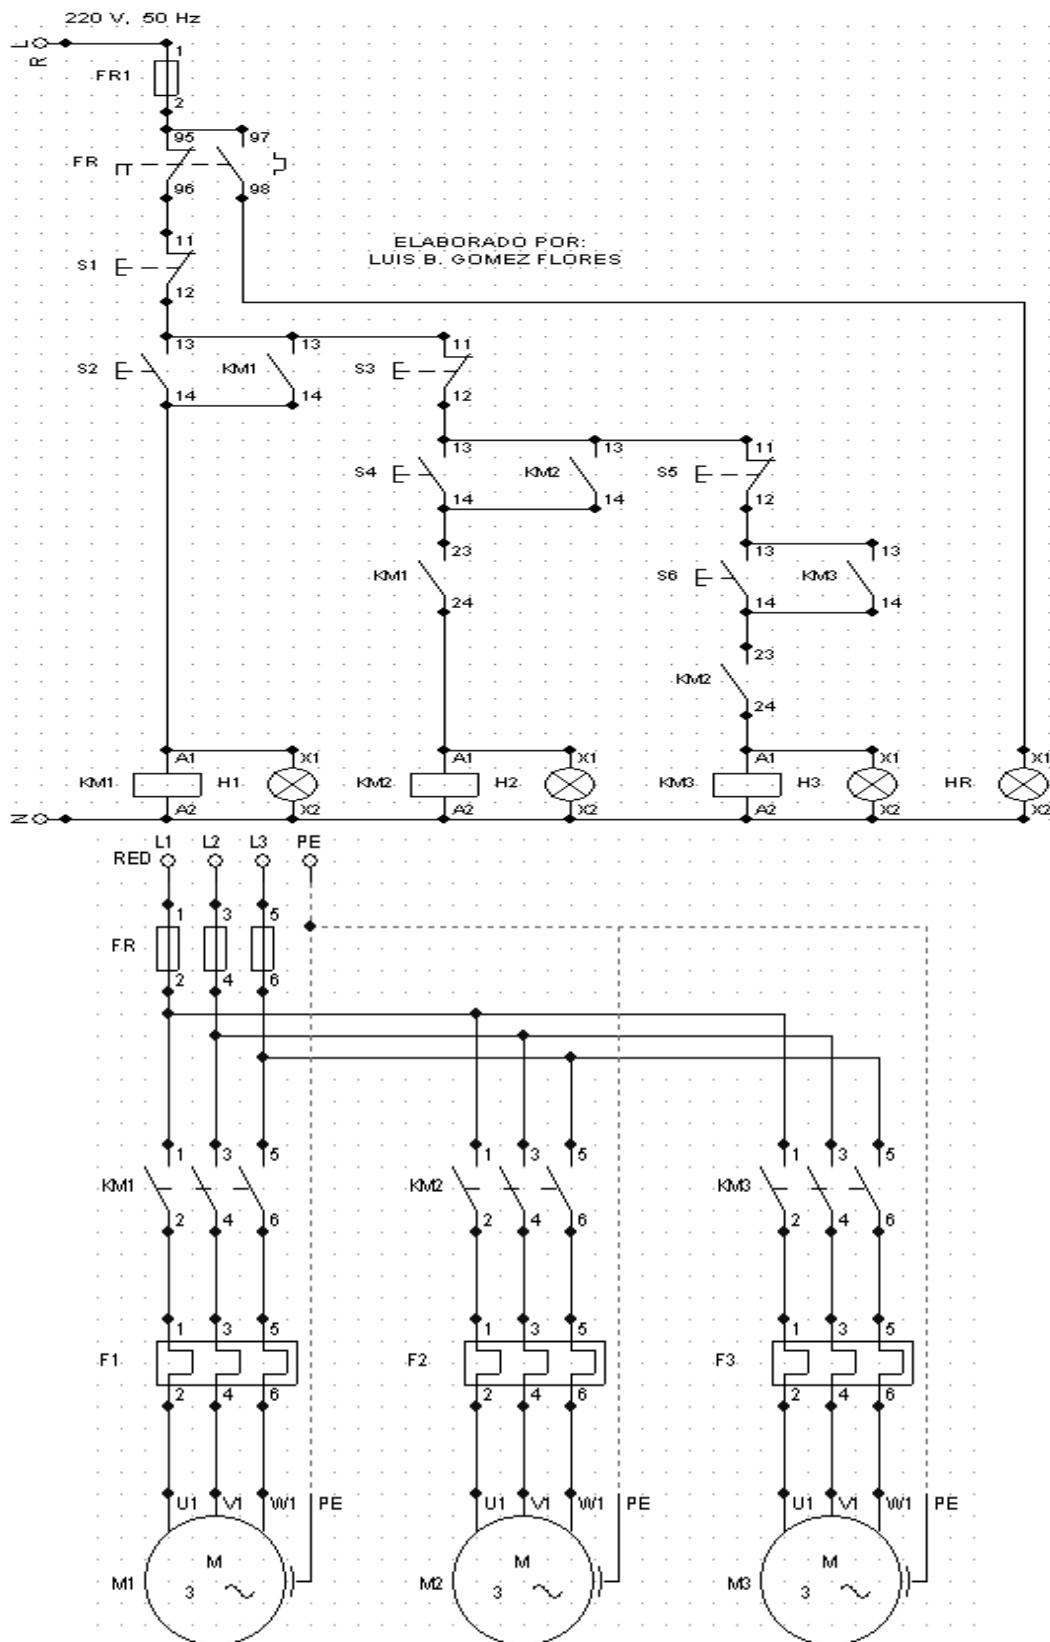 220 V, 50 Hz
L
R
1
FR1
2
95 97
FR
96 98
11
S1
12
ELABORADO POR:
LUIS B. GOMEZ FLORES
13 13 11
S2 KM1 S3
14 14 12
13 13 11
S4 KM2 S5
14 14 12
23 13 13
KM1 S6 KM3
24 14 14
23
KM2
24
A1 X1 A1 X1 A1 X1 X1
KM1 H1 KM2 H2 KM3 H3 HR
A2 X2 A2 X2 A2 X2 X2
N
L1 L2 L3 PE
RED
1 3 5
FR
2 4 6
1 3 5 1 3 5 1 3 5
KM1 KM2 KM3
2 4 6 2 4 6 2 4 6
1 3 5 1 3 5 1 3 5
F1 F2 F3
2 4 6 2 4 6 2 4 6
U1 V1 W1 PE U1 V1 W1 PE U1 V1 W1 PE
M M M
M1 3 M2 3 M3 3